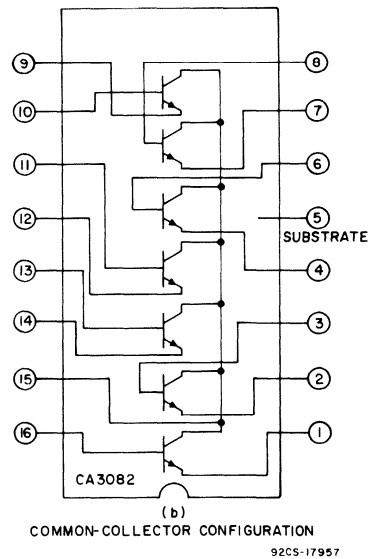 9 8
10
7
11
6
12
5
SUBSTRATE
4
13
14 3
15
2
16 1
CA3082
(b)
COMMON-COLLECTOR CONFIGURATION
92CS-17957